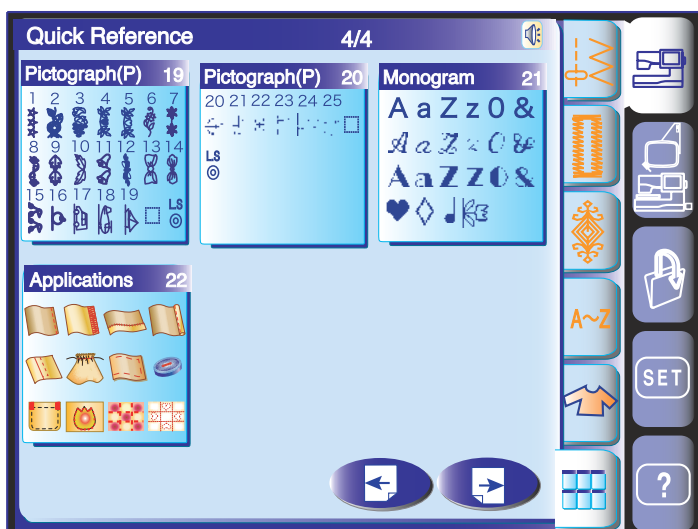 Quick Reference 4/4
Pictograph(P) 19
1 2 3 4 5 6 7
8 9 10 11 12 13 14
15 16 17 18 19
LS
Pictograph(P) 20
20 21 22 23 24 25
LS
Monogram 21
A a Z z 0 &
A a Z z 0 &
A a Z z 0 &
Applications 22
A~Z
SET
?